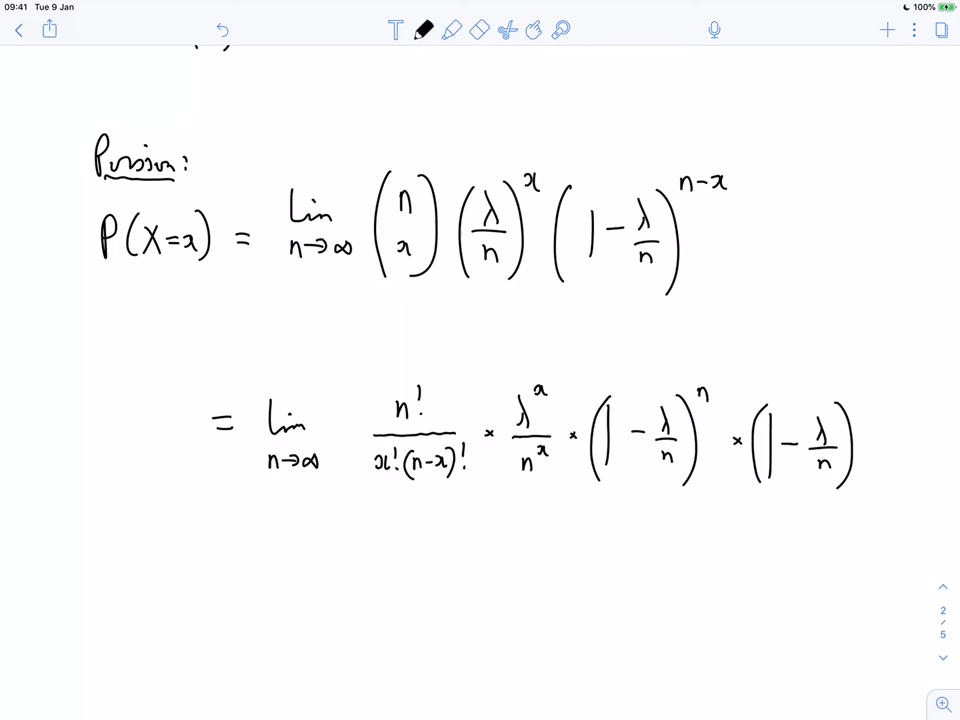 09:41 Tue 9 Jan 100%
T
Poisson:
P(X=x) = lim n→∞ (n x) (λ/n)^x (1 − λ/n)^(n−x)
= lim n→∞ n!/(x!(n−x)!) × λ^x/n^x × (1 − λ/n)^n × (1 − λ/n)
2
/
5